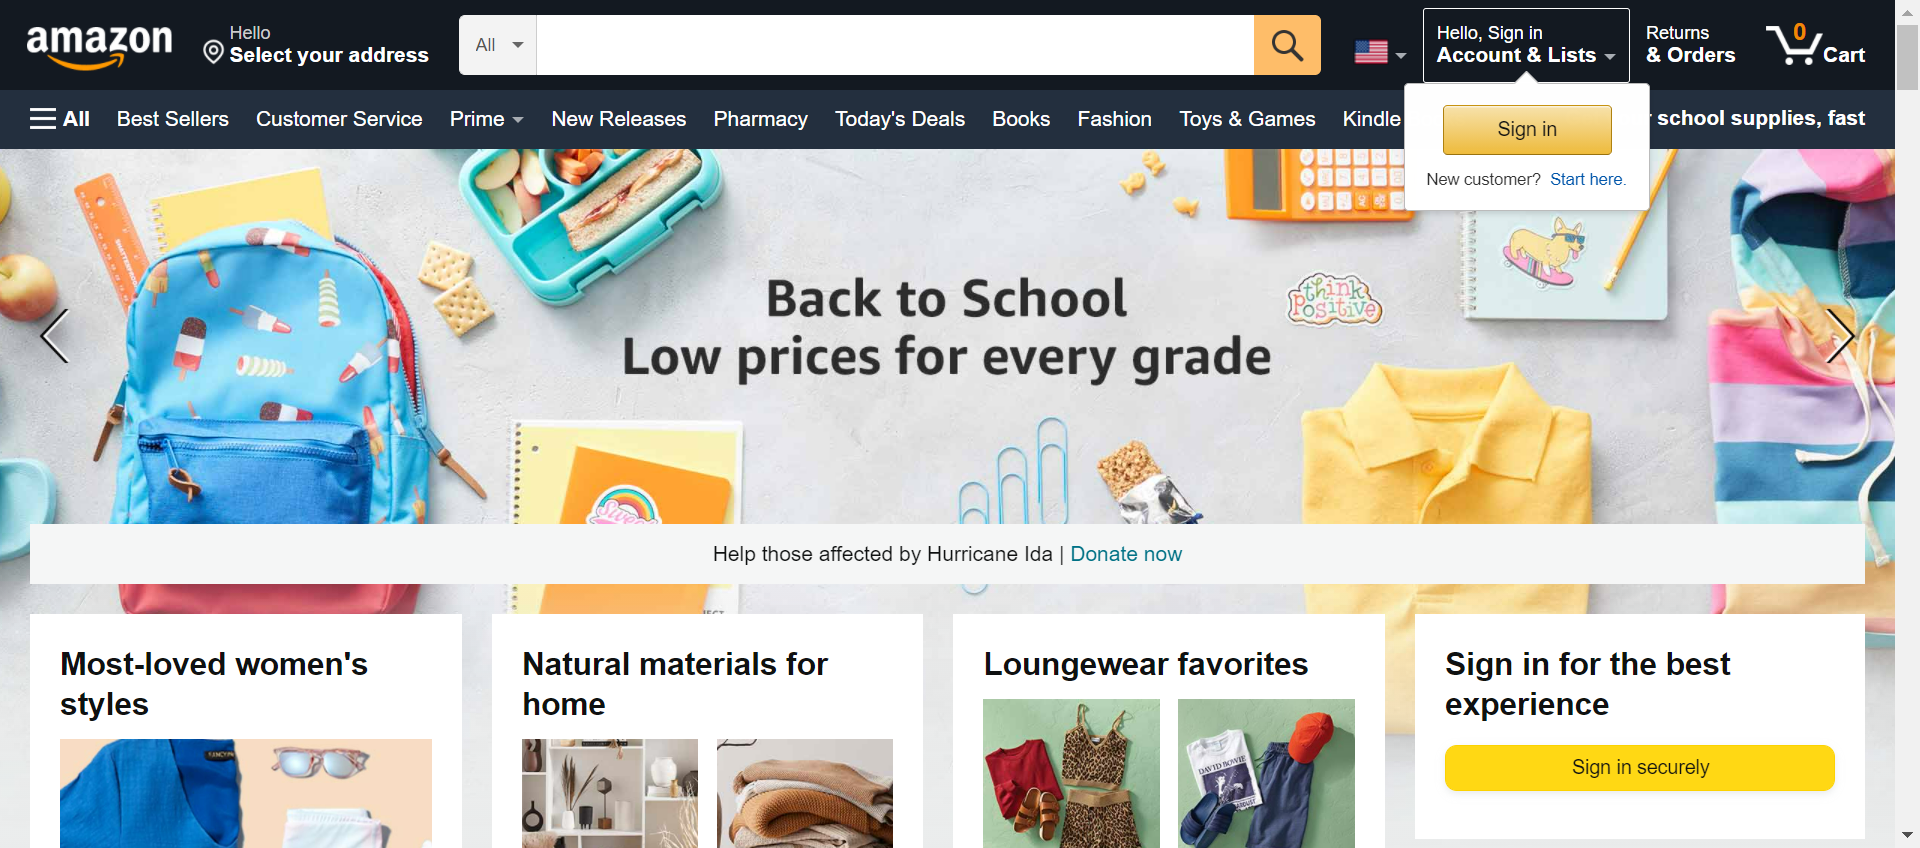 amazon
Hello
Select your address
All
Hello, Sign in
Account & Lists
Returns
& Orders
0
Cart
All
Best Sellers
Customer Service
Prime
New Releases
Pharmacy
Today's Deals
Books
Fashion
Toys & Games
Kindle
school supplies, fast
Sign in
New customer? Start here.
Back to School
Low prices for every grade
think
positive
Help those affected by Hurricane Ida | Donate now
Most-loved women's
styles
Natural materials for
home
Loungewear favorites
DAVID BOWIE
Sign in for the best
experience
Sign in securely